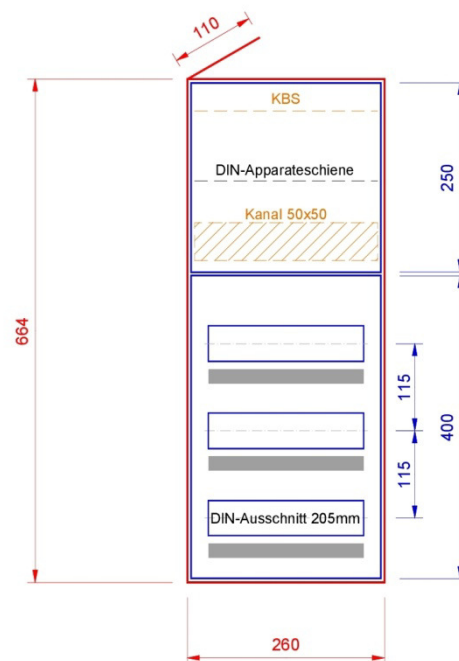 110
KBS
DIN-Apparateschiene
250
Kanal 50x50
664
115
400
115
DIN-Ausschnitt 205mm
260